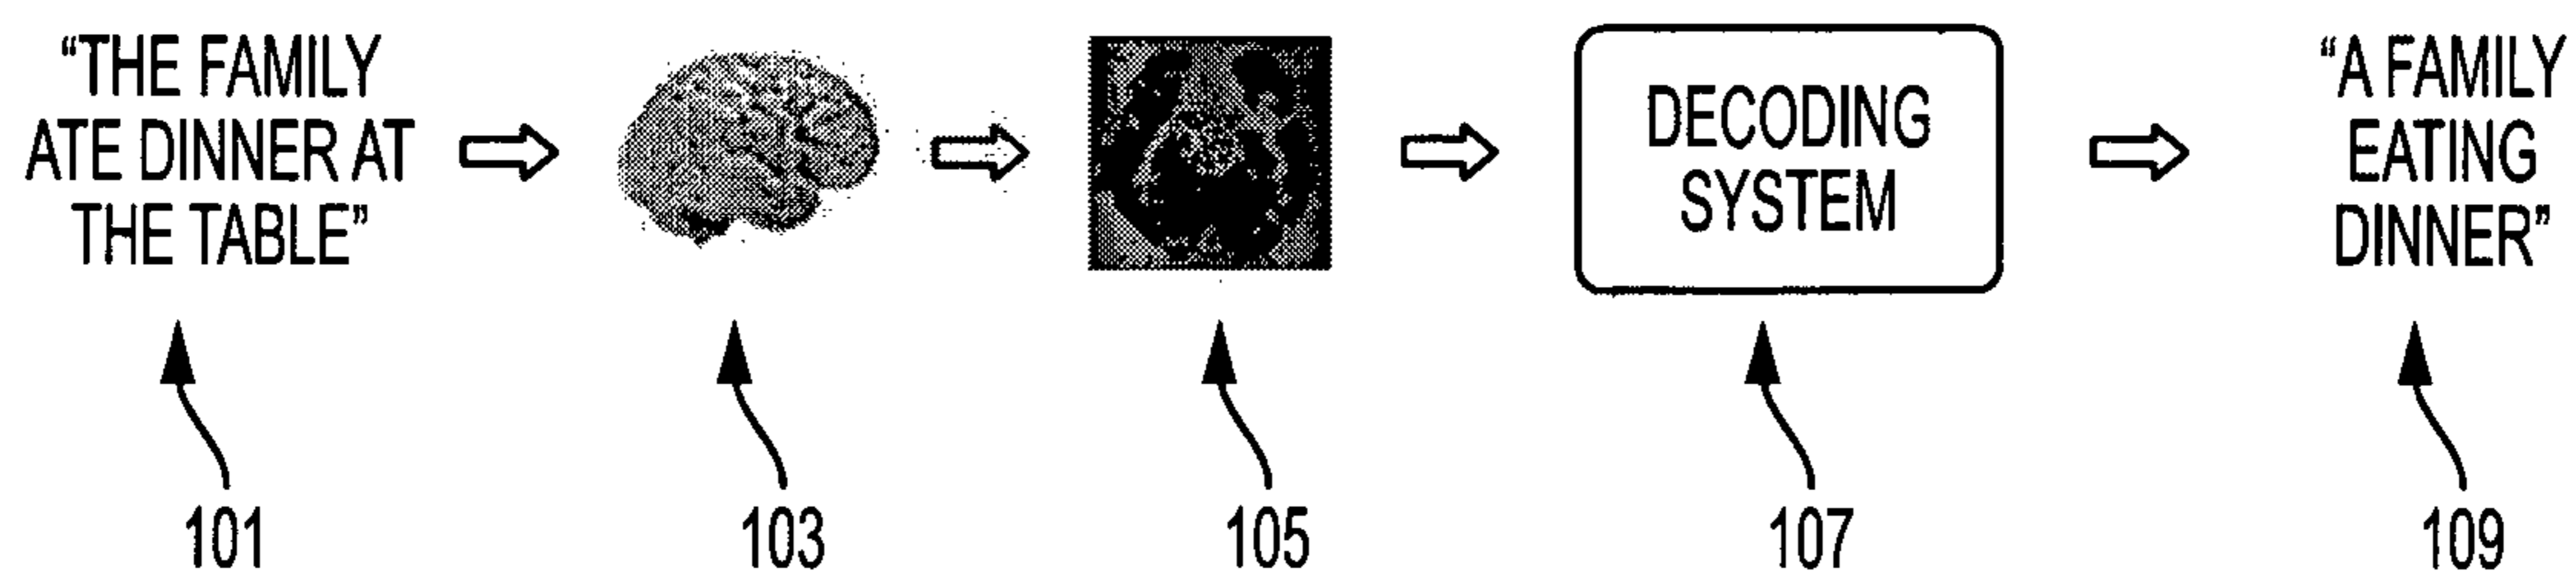 “THE FAMILY
ATE DINNER AT
THE TABLE”
DECODING
SYSTEM
“A FAMILY
EATING
DINNER”
101
103
105
107
109